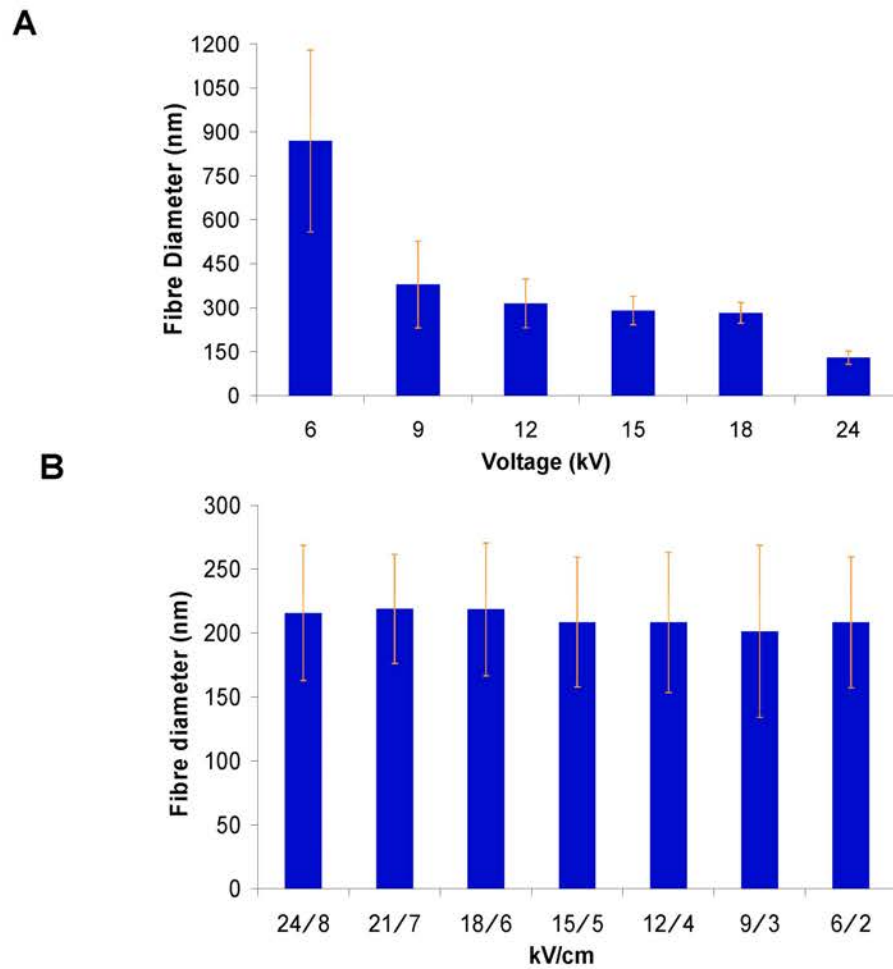 A
1200
1050
900
750
600
450
300
150
0
Fibre Diameter (nm)
6 9 12 15 18 24
Voltage (kV)
B
300
250
200
150
100
50
0
Fibre diameter (nm)
24/8 21/7 18/6 15/5 12/4 9/3 6/2
kV/cm